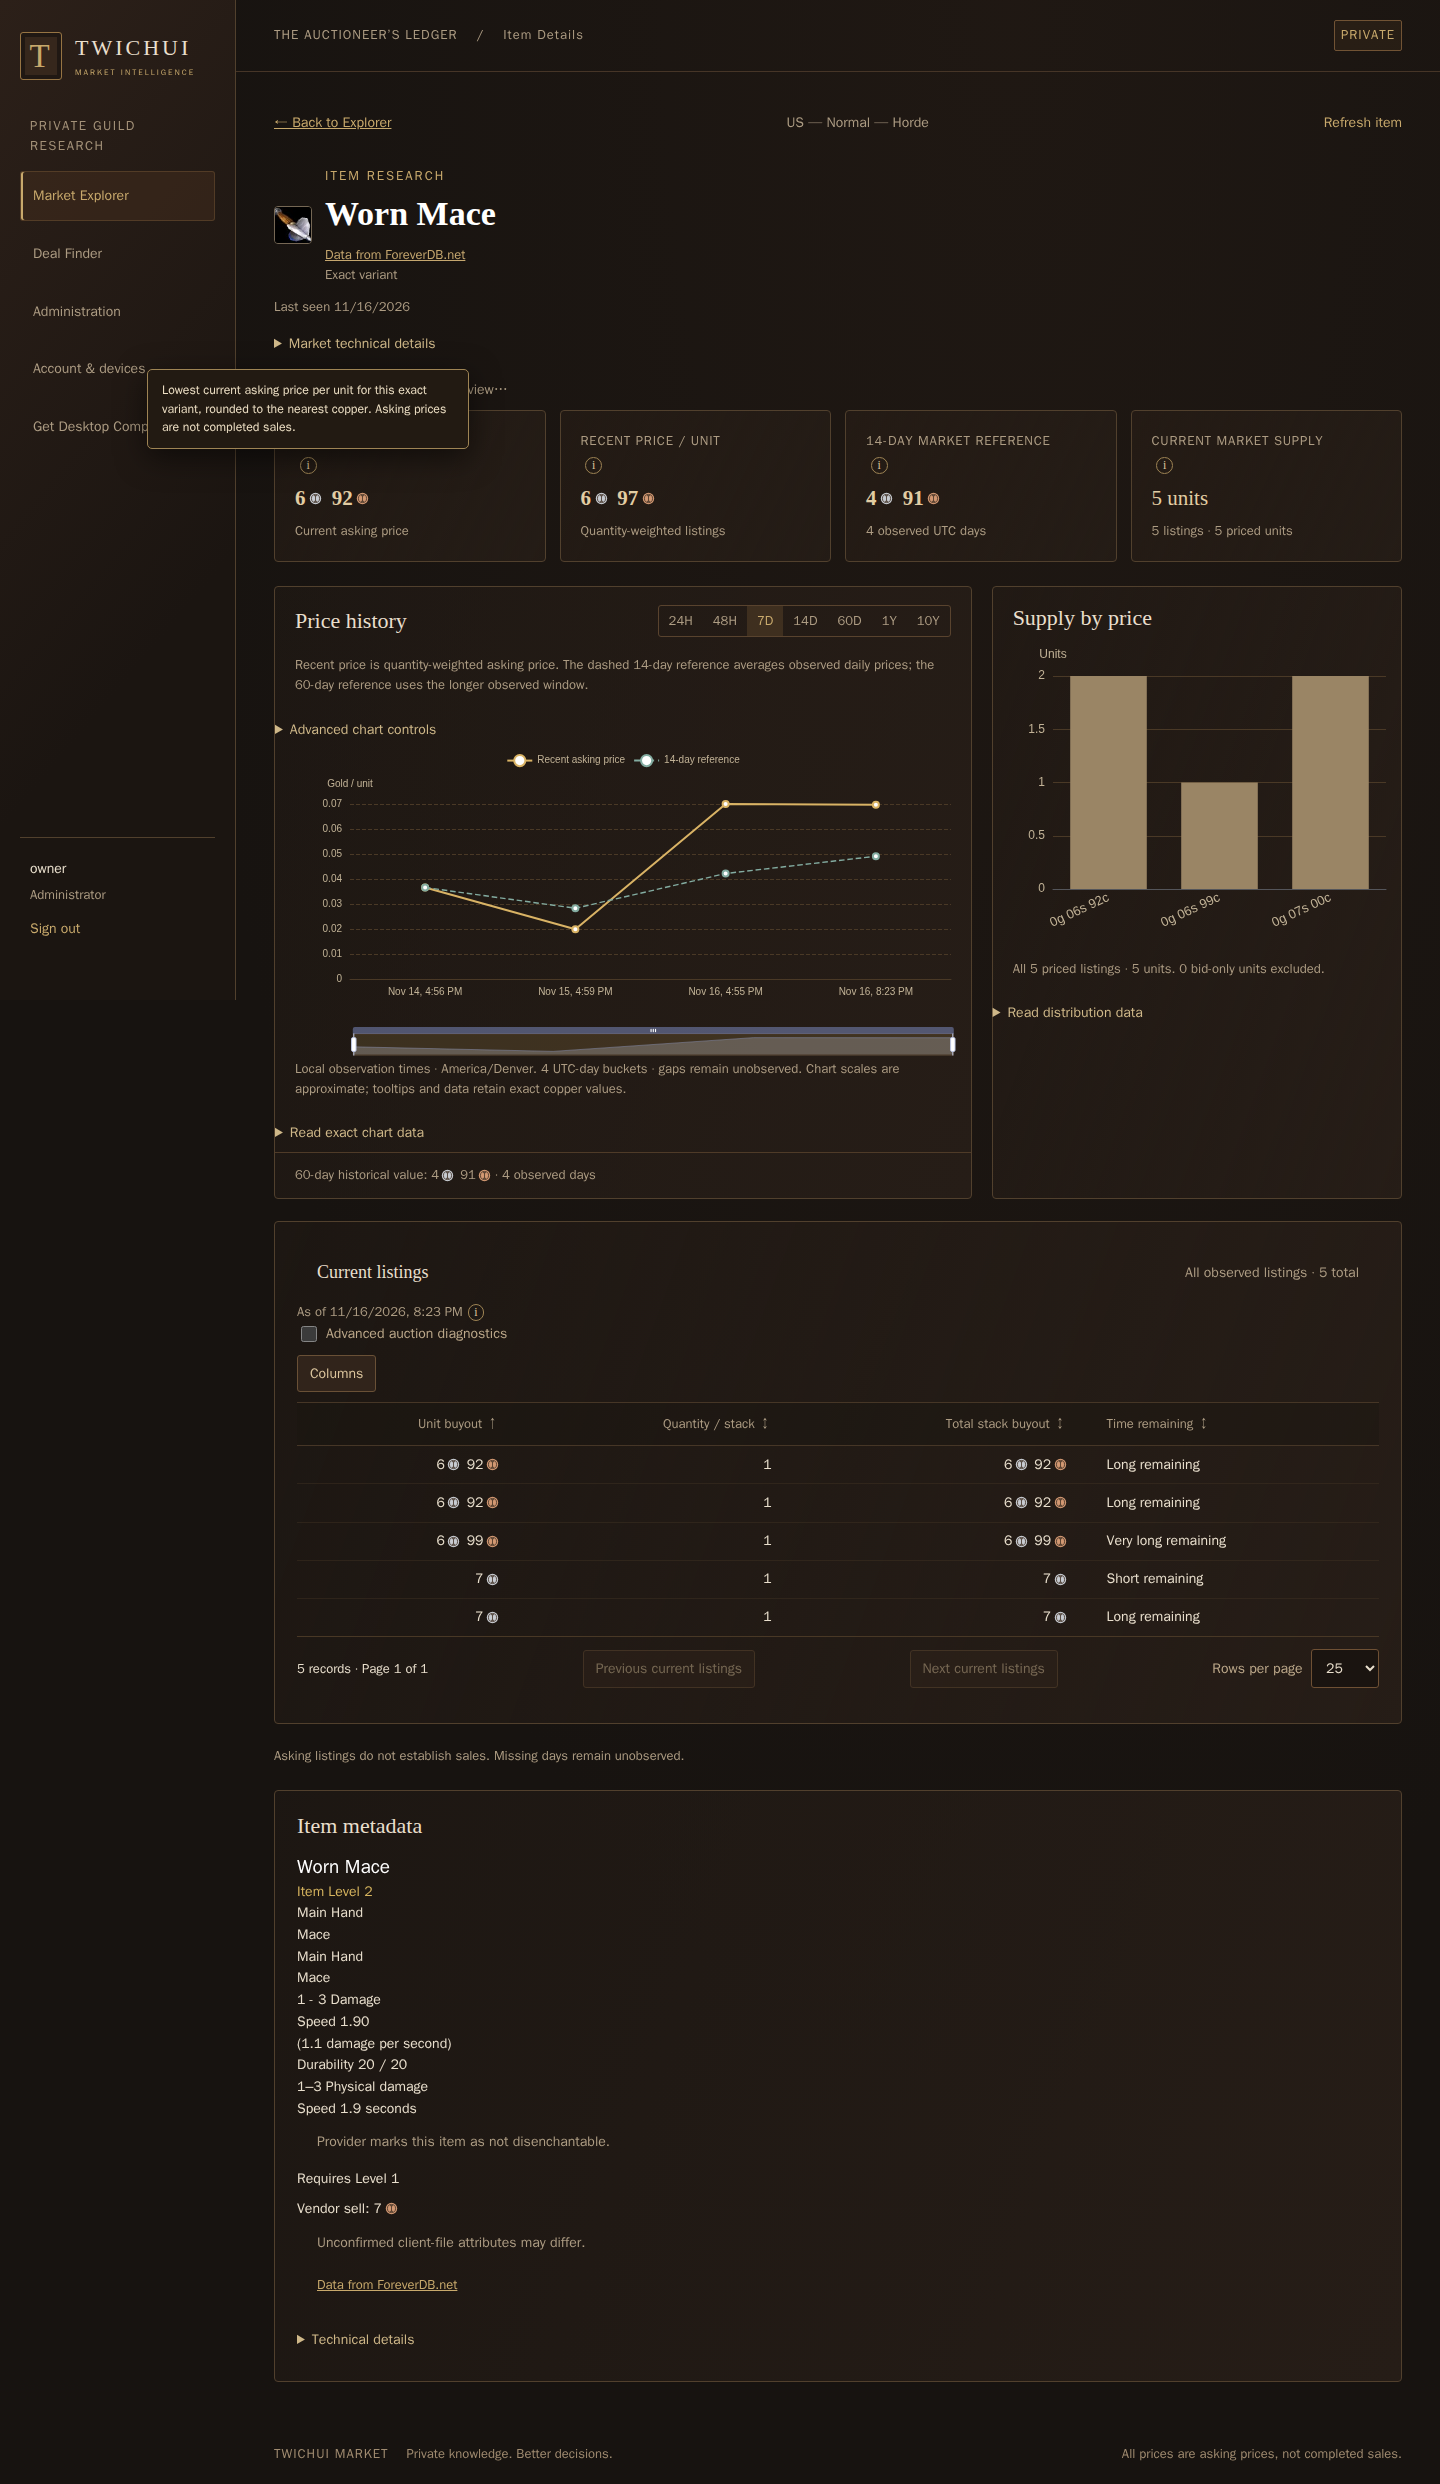 T
TWICHUI
MARKET INTELLIGENCE
PRIVATE GUILD
RESEARCH
Market Explorer
Deal Finder
Administration
Account & devices
Get Desktop Comp
owner
Administrator
Sign out
THE AUCTIONEER'S LEDGER / Item Details
PRIVATE
← Back to Explorer
US — Normal — Horde
Refresh item
ITEM RESEARCH
Worn Mace
Data from ForeverDB.net
Exact variant
Last seen 11/16/2026
Market technical details
view…
Lowest current asking price per unit for this exact
variant, rounded to the nearest copper. Asking prices
are not completed sales.
i
6 92
Current asking price
RECENT PRICE / UNIT
i
6 97
Quantity-weighted listings
14-DAY MARKET REFERENCE
i
4 91
4 observed UTC days
CURRENT MARKET SUPPLY
i
5 units
5 listings · 5 priced units
Price history
24H 48H 7D 14D 60D 1Y 10Y
Recent price is quantity-weighted asking price. The dashed 14-day reference averages observed daily prices; the
60-day reference uses the longer observed window.
Advanced chart controls
Recent asking price 14-day reference
Gold / unit
0.07
0.06
0.05
0.04
0.03
0.02
0.01
0
Nov 14, 4:56 PM Nov 15, 4:59 PM Nov 16, 4:55 PM Nov 16, 8:23 PM
Local observation times · America/Denver. 4 UTC-day buckets · gaps remain unobserved. Chart scales are
approximate; tooltips and data retain exact copper values.
Read exact chart data
60-day historical value: 4 91 · 4 observed days
Supply by price
Units
2
1.5
1
0.5
0
0g 06s 92c 0g 06s 99c 0g 07s 00c
All 5 priced listings · 5 units. 0 bid-only units excluded.
Read distribution data
Current listings
All observed listings · 5 total
As of 11/16/2026, 8:23 PM i
Advanced auction diagnostics
Columns
Unit buyout ↑ Quantity / stack ↕ Total stack buyout ↕ Time remaining ↕
6 92 1 6 92 Long remaining
6 92 1 6 92 Long remaining
6 99 1 6 99 Very long remaining
7 1 7 Short remaining
7 1 7 Long remaining
5 records · Page 1 of 1 Previous current listings Next current listings Rows per page 25
Asking listings do not establish sales. Missing days remain unobserved.
Item metadata
Worn Mace
Item Level 2
Main Hand
Mace
Main Hand
Mace
1 - 3 Damage
Speed 1.90
(1.1 damage per second)
Durability 20 / 20
1–3 Physical damage
Speed 1.9 seconds
Provider marks this item as not disenchantable.
Requires Level 1
Vendor sell: 7
Unconfirmed client-file attributes may differ.
Data from ForeverDB.net
Technical details
TWICHUI MARKET Private knowledge. Better decisions.
All prices are asking prices, not completed sales.